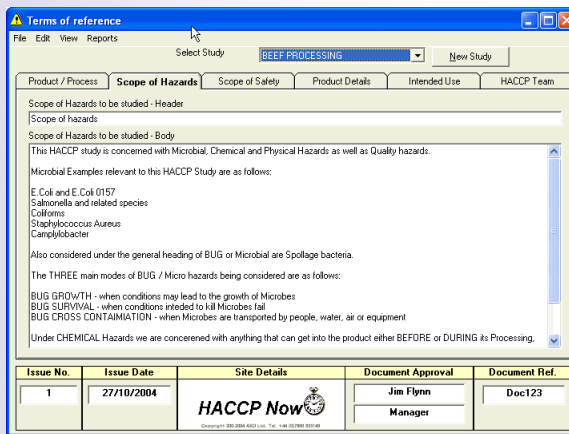 Terms of reference
File Edit View Reports
Select Study BEEF PROCESSING New Study
Product / Process Scope of Hazards Scope of Safety Product Details Intended Use HACCP Team
Scope of Hazards to be studied - Header
Scope of hazards
Scope of Hazards to be studied - Body
This HACCP study is concerned with Microbial, Chemical and Physical Hazards as well as Quality hazards.
Microbial Examples relevant to this HACCP Study are as follows:
E.Coli and E.Coli 0157
Salmonella and related species
Coliforms
Staphylococcus Aureus
Camplylobacter
Also considered under the general heading of BUG or Microbial are Spollage bacteria.
The THREE main modes of BUG / Micro hazards being considered are as follows:
BUG GROWTH - when conditions may lead to the growth of Microbes
BUG SURVIVAL - when conditions inteded to kill Microbes fail
BUG CROSS CONTAIMIATION - when Microbes are transported by people, water, air or equipment
Under CHEMICAL Hazards we are concerened with anything that can get into the product either BEFORE or DURING its Processing,
Issue No. Issue Date Site Details Document Approval Document Ref.
1 27/10/2004 HACCP Now Jim Flynn Doc123
Manager